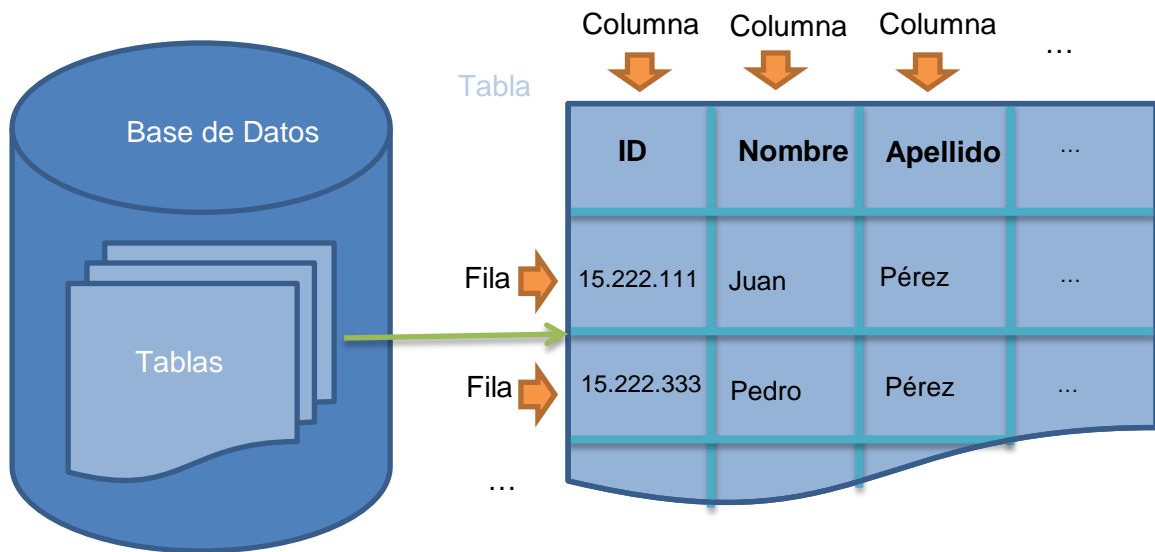 Columna Columna Columna …
Tabla
Base de Datos
ID Nombre Apellido …
Fila 15.222.111 Juan Pérez …
Tablas
Fila 15.222.333 Pedro Pérez …
…